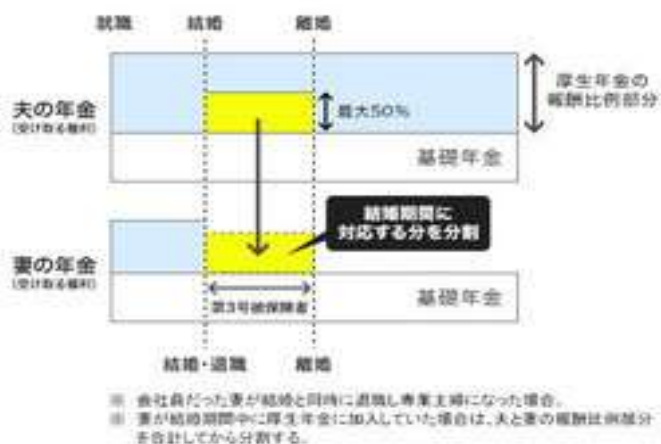 就職 結婚 離婚
厚生年金の
報酬比例部分
夫の年金
(受け取る権利)
最大50%
基礎年金
結婚期間に
対応する分を分割
妻の年金
(受け取る権利)
第3号被保険者
基礎年金
結婚・退職 離婚
※ 会社員だった妻が結婚と同時に退職し専業主婦になった場合。
※ 妻が結婚期間中に厚生年金に加入していた場合は、夫と妻の報酬比例部分
を合計してから分割する。